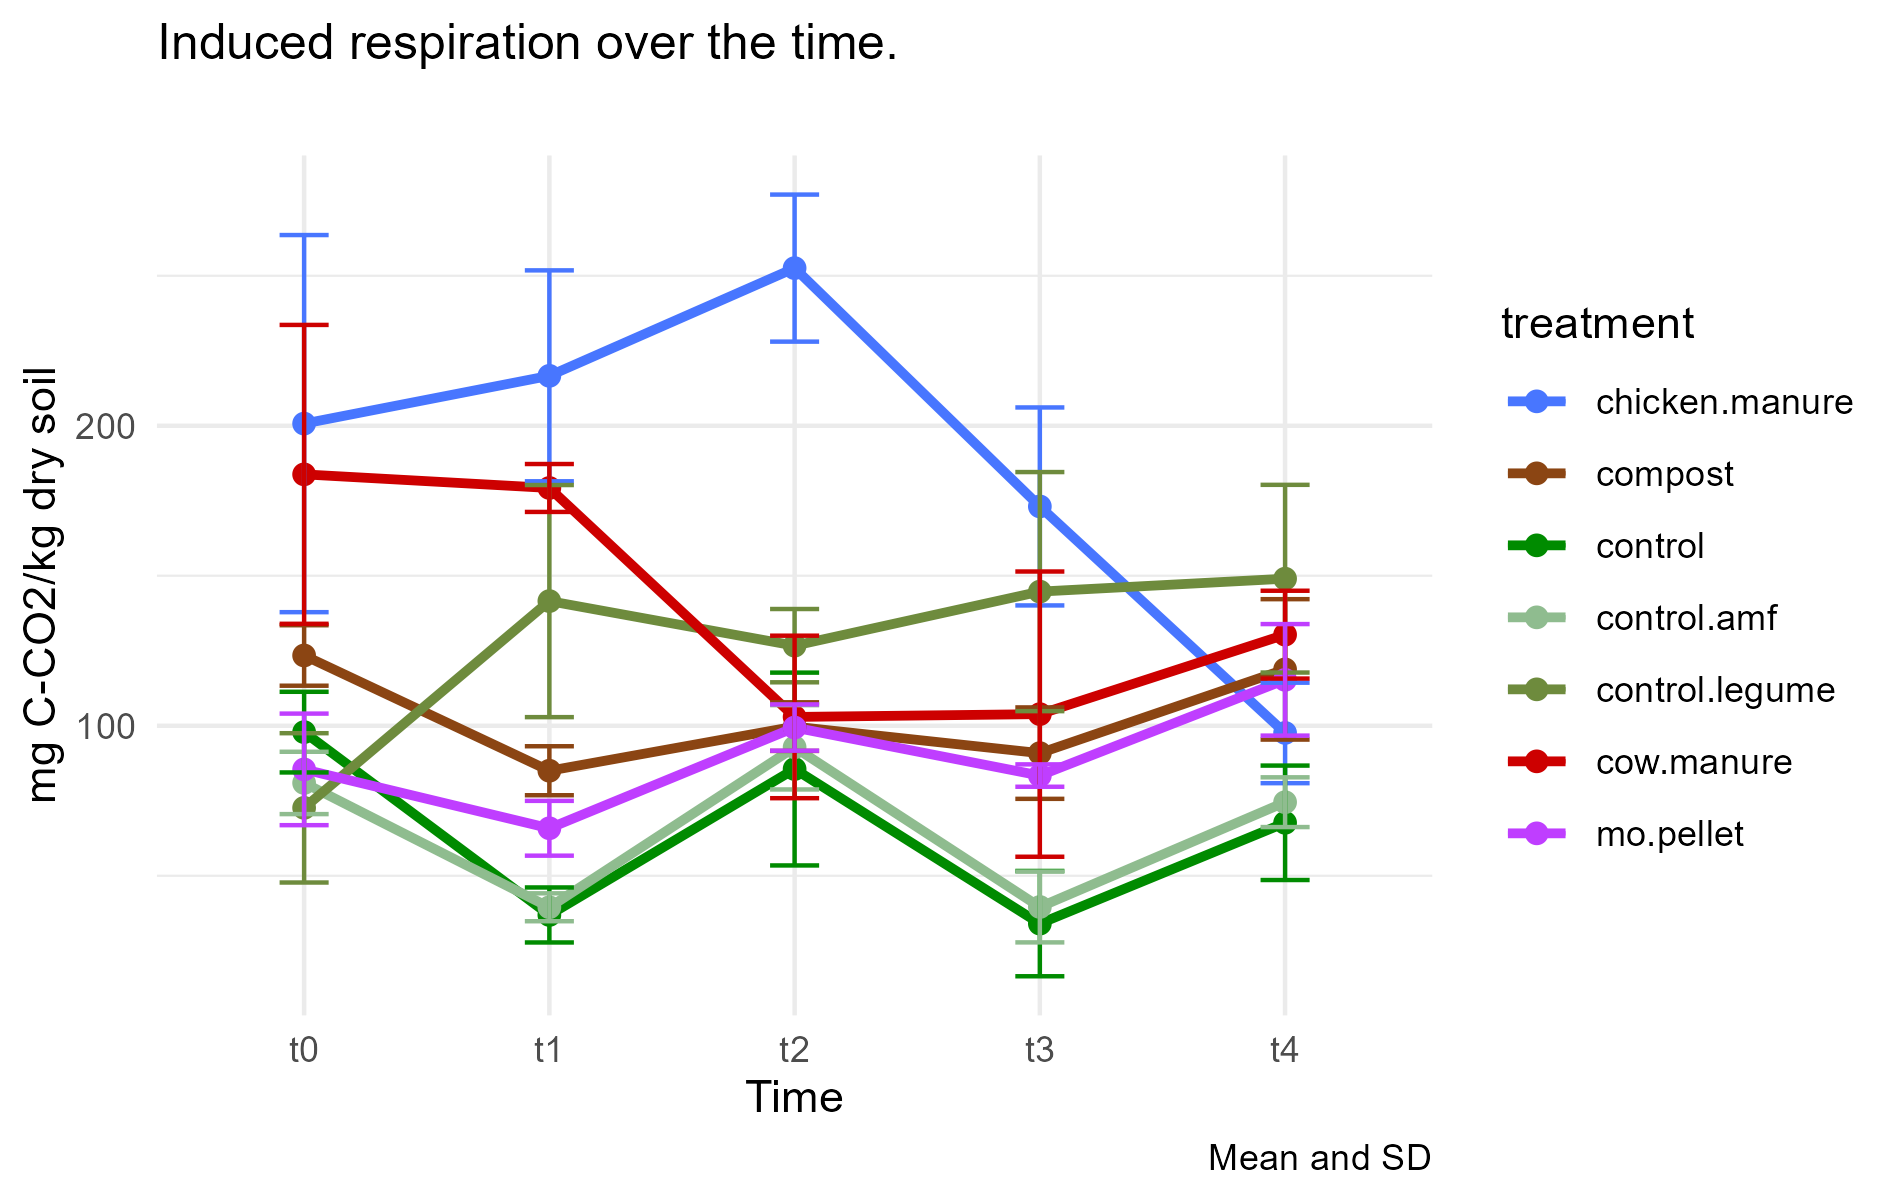 Induced respiration over the time.
mg C-CO2/kg dry soil
200
100
t0
t1
t2
t3
t4
Time
treatment
chicken.manure
compost
control
control.amf
control.legume
cow.manure
mo.pellet
Mean and SD